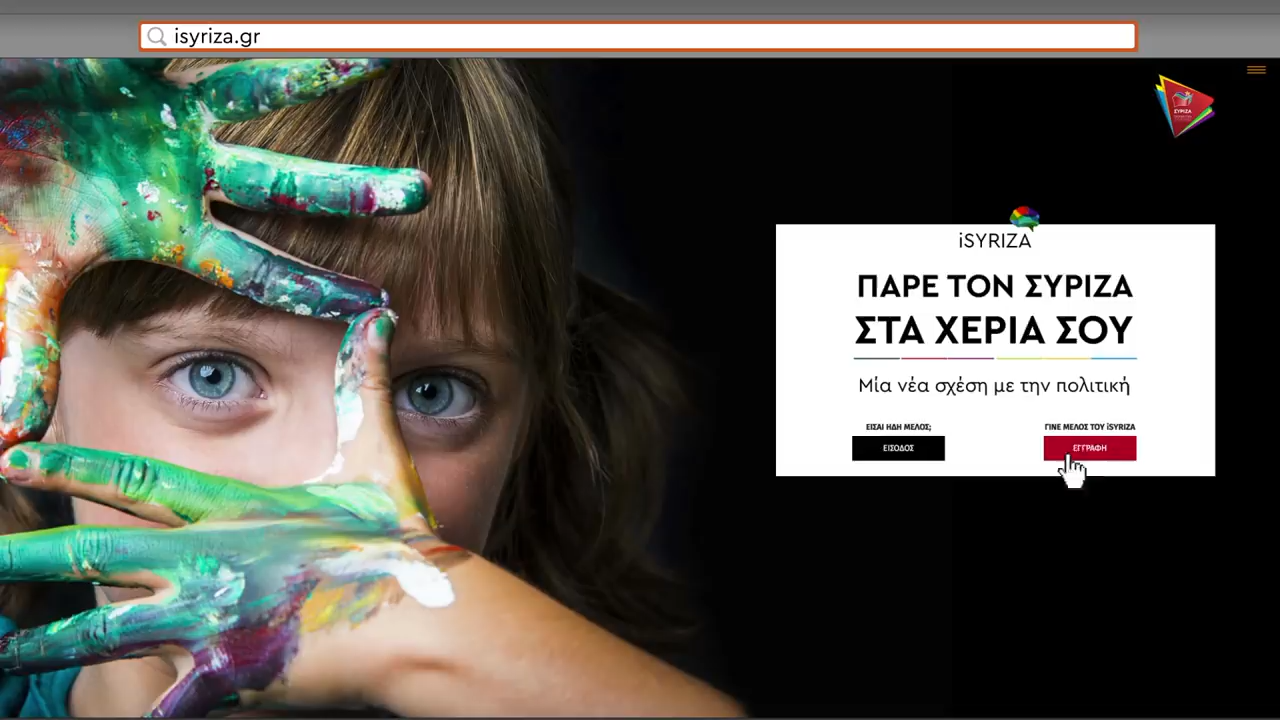 isyriza.gr
ΣΥΡΙΖΑ
iSYRIZA
ΠΑΡΕ ΤΟΝ ΣΥΡΙΖΑ
ΣΤΑ ΧΕΡΙΑ ΣΟΥ
Μία νέα σχέση με την πολιτική
ΕΙΣΑΙ ΗΔΗ ΜΕΛΟΣ; ΓΙΝΕ ΜΕΛΟΣ ΤΟΥ iSYRIZA
ΕΙΣΟΔΟΣ ΕΓΓΡΑΦΗ